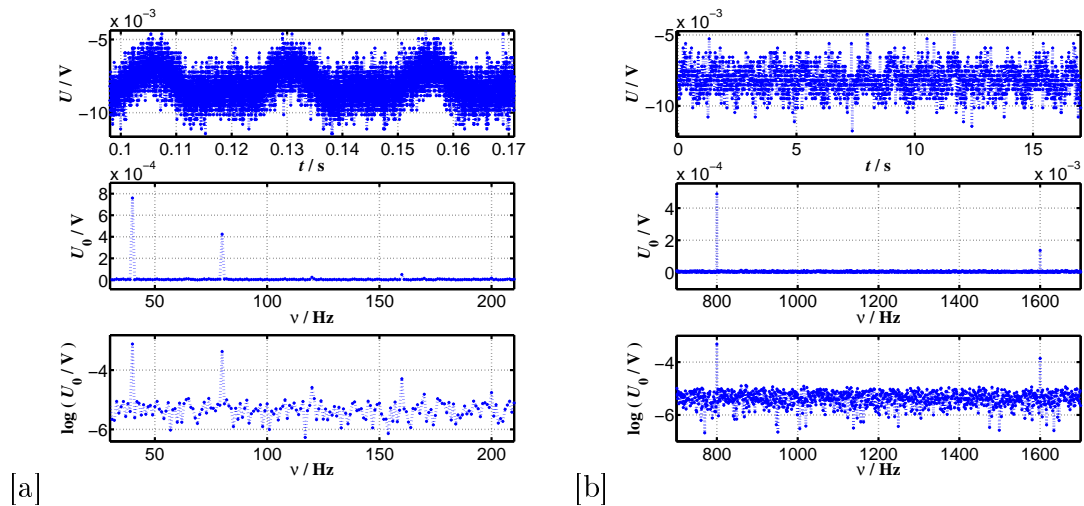 x 10⁻³
−5
−10
U / V
0.1 0.11 0.12 0.13 0.14 0.15 0.16 0.17
t / s
x 10⁻⁴
8
6
4
2
0
U₀ / V
50 100 150 200
ν / Hz
−4
−6
log ( U₀ / V )
50 100 150 200
ν / Hz
[a]
x 10⁻³
−5
−10
U / V
0 5 10 15
t / s
x 10⁻³
x 10⁻⁴
4
2
0
U₀ / V
800 1000 1200 1400 1600
ν / Hz
−4
−6
log ( U₀ / V )
800 1000 1200 1400 1600
ν / Hz
[b]